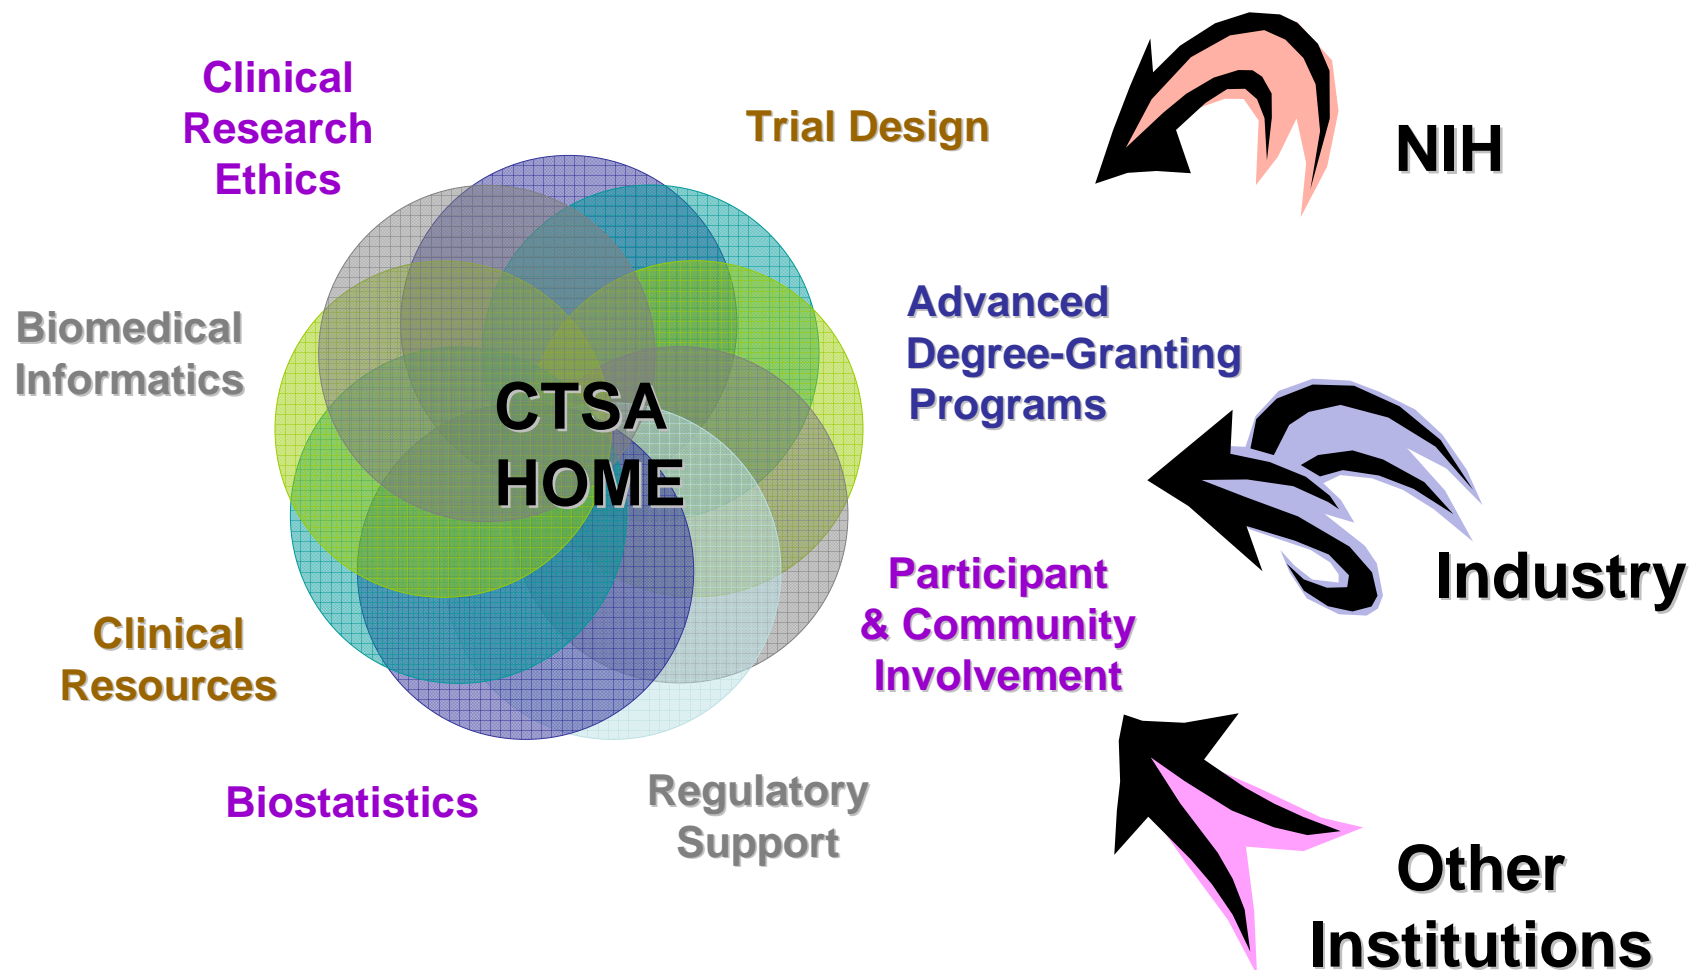 Clinical
Research
Ethics
Trial Design
NIH
Biomedical
Informatics
Advanced
Degree-Granting
Programs
CTSA
HOME
Industry
Participant
& Community
Involvement
Clinical
Resources
Biostatistics
Regulatory
Support
Other
Institutions